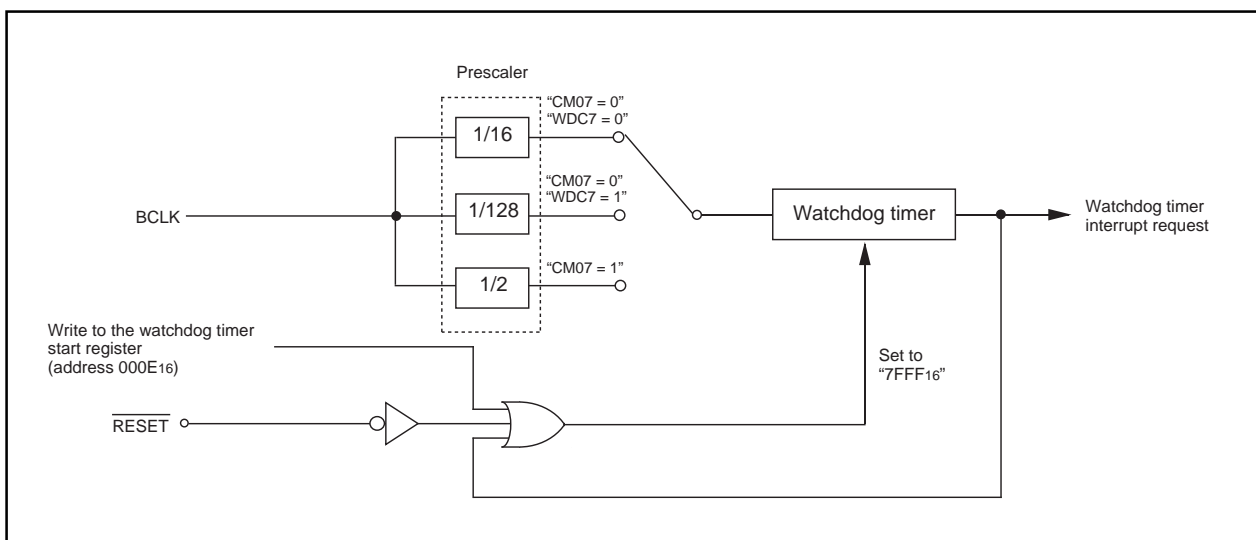 Prescaler
“CM07 = 0”
“WDC7 = 0”
1/16
“CM07 = 0”
“WDC7 = 1”
BCLK
1/128
Watchdog timer
Watchdog timer
interrupt request
“CM07 = 1”
1/2
Write to the watchdog timer
start register
(address 000E16)
Set to
“7FFF16”
RESET